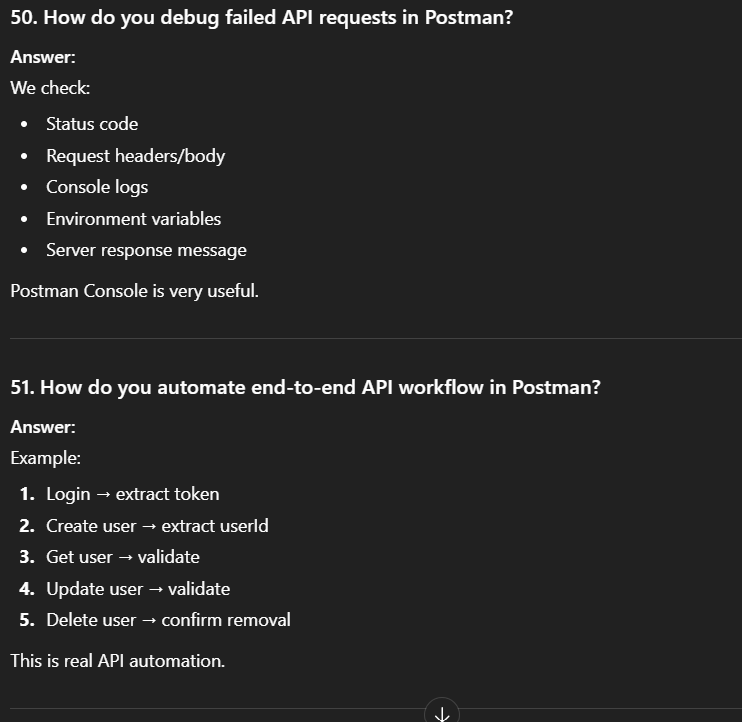 50. How do you debug failed API requests in Postman?
Answer:
We check:
• Status code
• Request headers/body
• Console logs
• Environment variables
• Server response message
Postman Console is very useful.
51. How do you automate end-to-end API workflow in Postman?
Answer:
Example:
1. Login → extract token
2. Create user → extract userId
3. Get user → validate
4. Update user → validate
5. Delete user → confirm removal
This is real API automation.